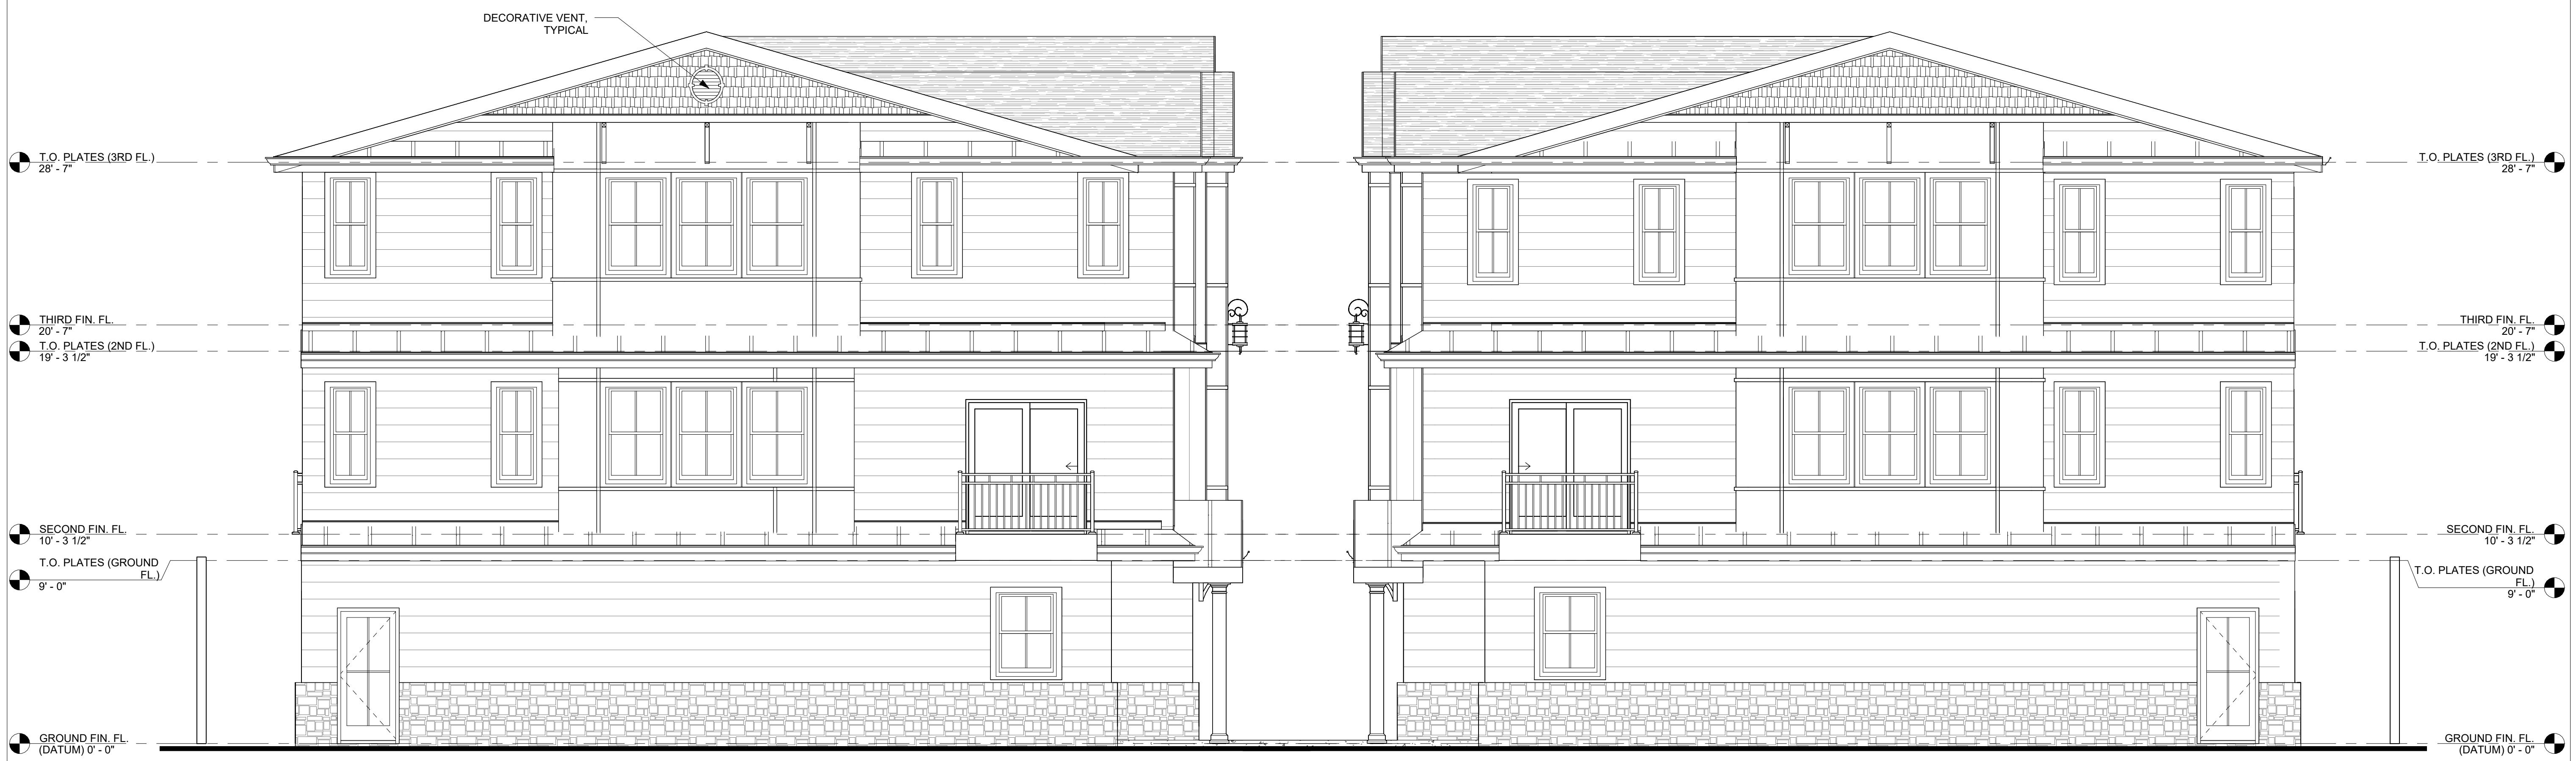 DECORATIVE VENT,
TYPICAL
T.O. PLATES (3RD FL.)
28' - 7"
THIRD FIN. FL.
20' - 7"
T.O. PLATES (2ND FL.)
19' - 3 1/2"
SECOND FIN. FL.
10' - 3 1/2"
T.O. PLATES (GROUND
FL.)
9' - 0"
GROUND FIN. FL.
(DATUM) 0' - 0"
T.O. PLATES (3RD FL.)
28' - 7"
THIRD FIN. FL.
20' - 7"
T.O. PLATES (2ND FL.)
19' - 3 1/2"
SECOND FIN. FL.
10' - 3 1/2"
T.O. PLATES (GROUND
FL.)
9' - 0"
GROUND FIN. FL.
(DATUM) 0' - 0"